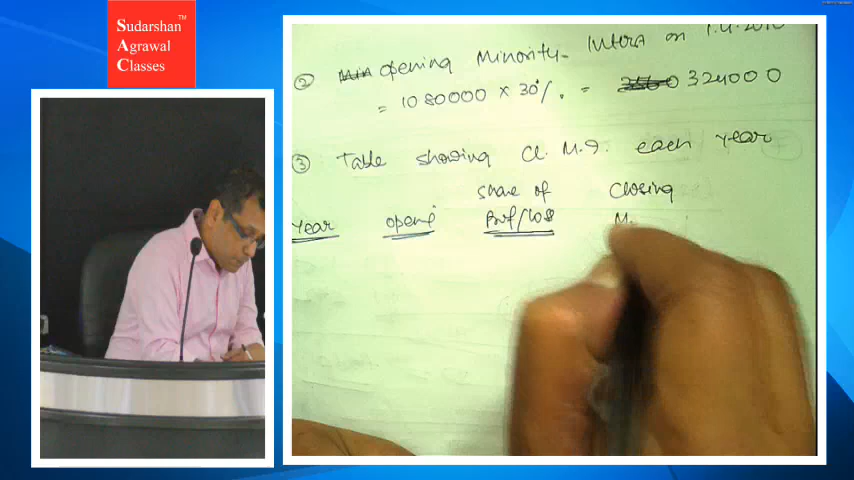 Sudarshan™
Agrawal
Classes
② opening Minority Interest on 1.4.2010
= 1080000 × 30% = 324000
③ Table showing Cl. M.I. each year
Year
opening
share of
Prof/loss
Closing
M.